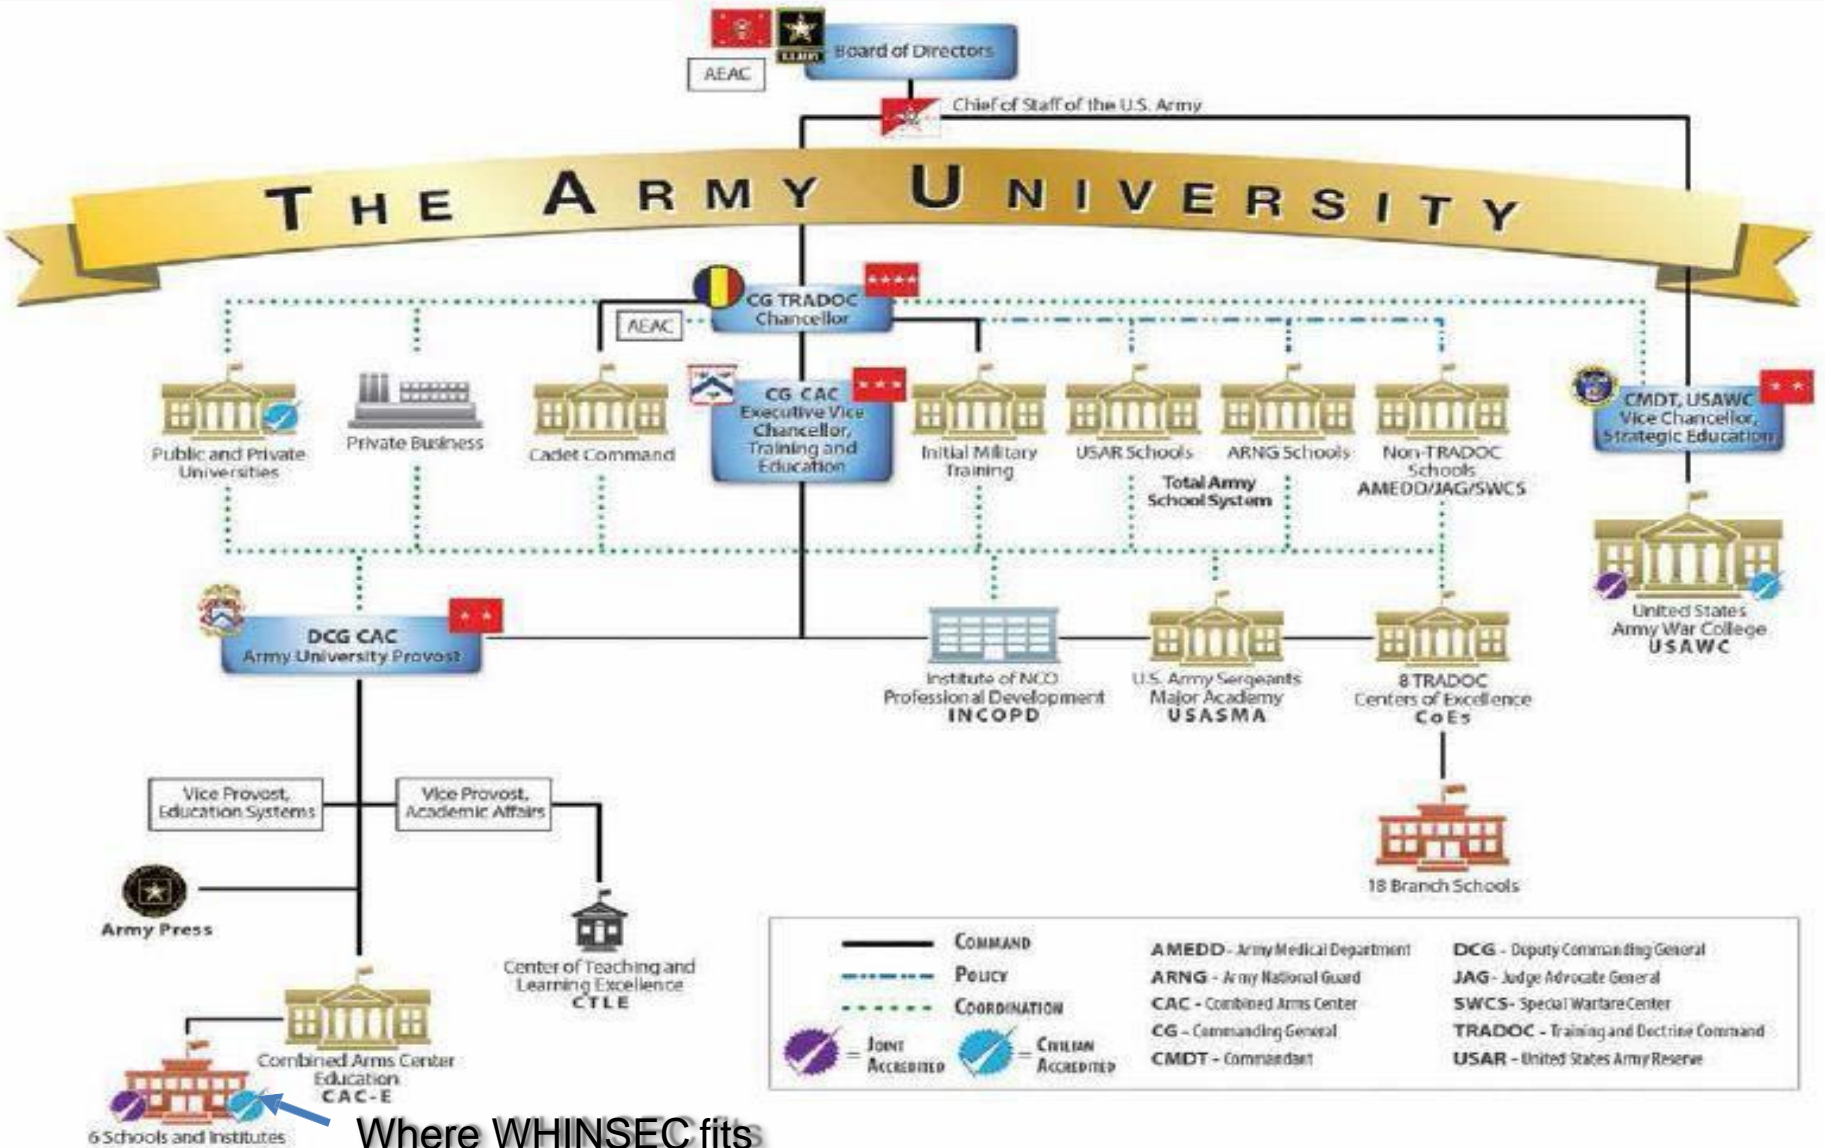 Board of Directors
U.S. ARMY
AEAC
Chief of Staff of the U.S. Army
THE ARMY UNIVERSITY
CG TRADOC
Chancellor
AEAC
Public and Private
Universities
Private Business
Cadet Command
CG CAC
Executive Vice
Chancellor,
Training and
Education
Initial Military
Training
USAR Schools
ARNG Schools
Total Army
School System
Non-TRADOC
Schools
AMEDD/JAG/SWCS
CMDT, USAWC
Vice Chancellor,
Strategic Education
United States
Army War College
USAWC
DCG CAC
Army University Provost
Institute of NCO
Professional Development
INCOPD
U.S. Army Sergeants
Major Academy
USASMA
8 TRADOC
Centers of Excellence
CoEs
18 Branch Schools
Vice Provost,
Education Systems
Vice Provost,
Academic Affairs
Army Press
Center of Teaching and
Learning Excellence
CTLE
Combined Arms Center
Education
CAC-E
6 Schools and Institutes
Where WHINSEC fits
COMMAND
POLICY
COORDINATION
= JOINT
ACCREDITED
= CIVILIAN
ACCREDITED
AMEDD - Army Medical Department
ARNG - Army National Guard
CAC - Combined Arms Center
CG - Commanding General
CMDT - Commandant
DCG - Deputy Commanding General
JAG - Judge Advocate General
SWCS - Special Warfare Center
TRADOC - Training and Doctrine Command
USAR - United States Army Reserve